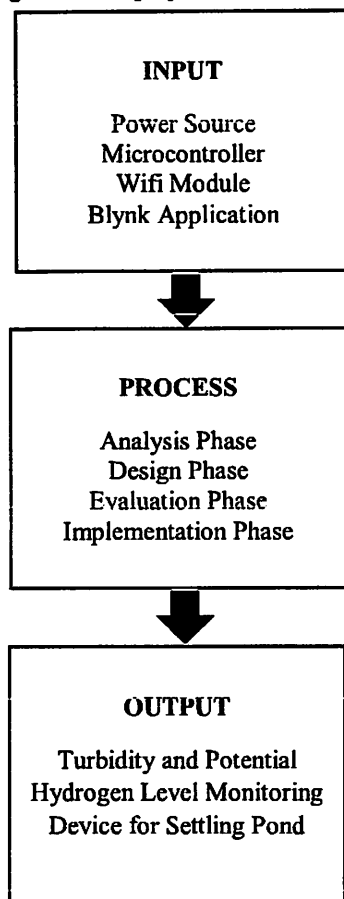 INPUT
Power Source
Microcontroller
Wifi Module
Blynk Application
PROCESS
Analysis Phase
Design Phase
Evaluation Phase
Implementation Phase
OUTPUT
Turbidity and Potential
Hydrogen Level Monitoring
Device for Settling Pond